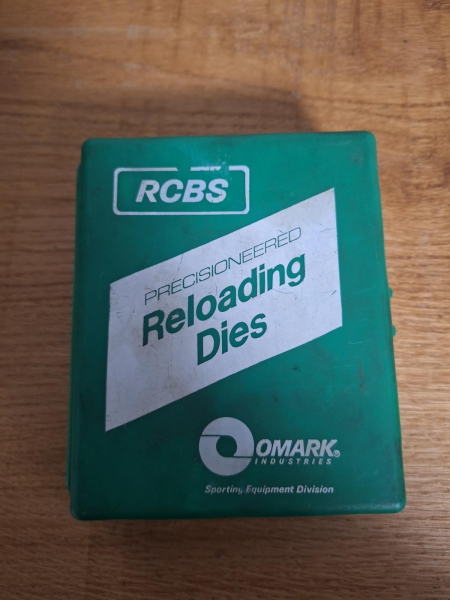 RCBS
PRECISIONEERED
Reloading
Dies
OMARK®
INDUSTRIES
Sporting Equipment Division